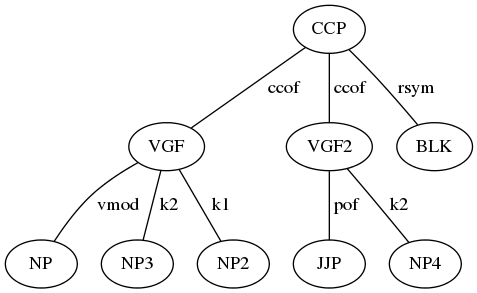 CCP
ccof ccof rsym
VGF VGF2 BLK
vmod k2 k1 pof k2
NP NP3 NP2 JJP NP4